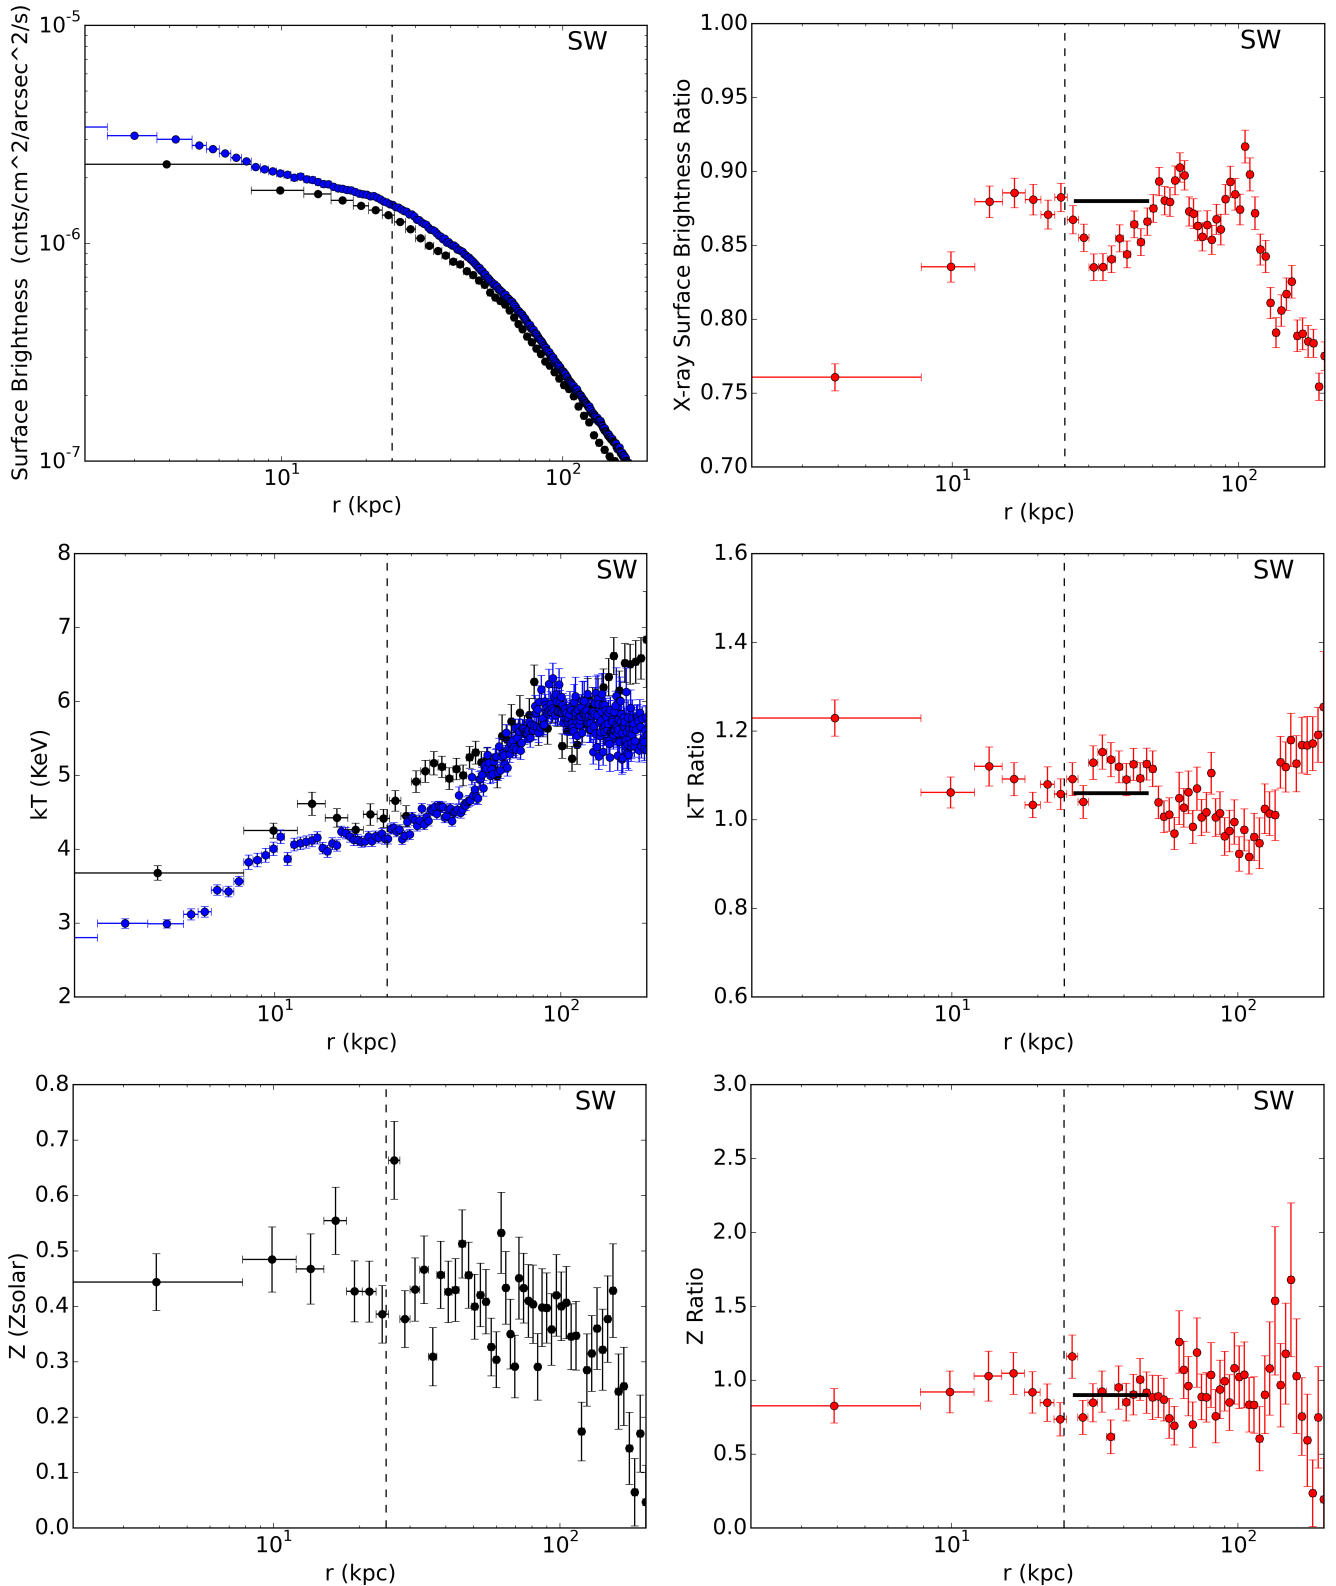 SW
Surface Brightness (cnts/cm^2/arcsec^2/s)
10^-5
10^-6
10^-7
10^1
10^2
r (kpc)
SW
X-ray Surface Brightness Ratio
1.00
0.95
0.90
0.85
0.80
0.75
0.70
10^1
10^2
r (kpc)
SW
kT (KeV)
8
7
6
5
4
3
2
10^1
10^2
r (kpc)
SW
kT Ratio
1.6
1.4
1.2
1.0
0.8
0.6
10^1
10^2
r (kpc)
SW
Z (Zsolar)
0.8
0.7
0.6
0.5
0.4
0.3
0.2
0.1
0.0
10^1
10^2
r (kpc)
SW
Z Ratio
3.0
2.5
2.0
1.5
1.0
0.5
0.0
10^1
10^2
r (kpc)